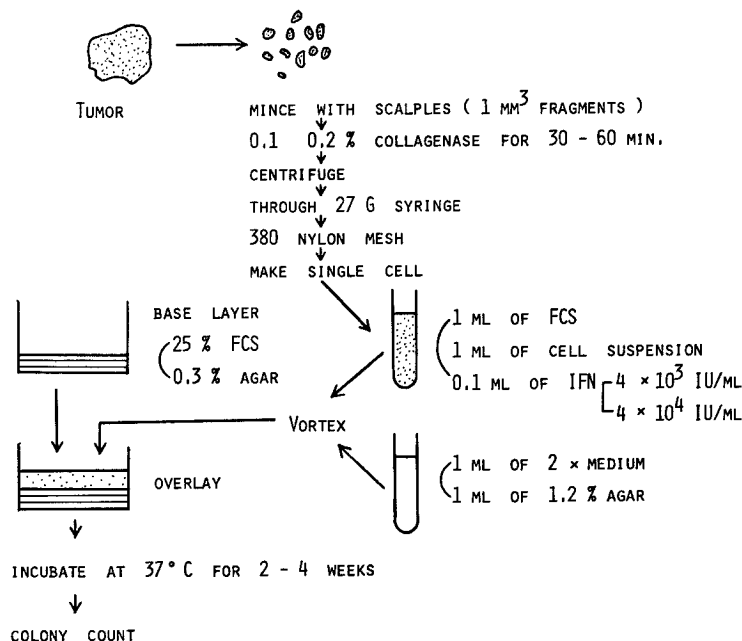 TUMOR
MINCE WITH SCALPLES ( 1 MM³ FRAGMENTS )
0.1 0.2 % COLLAGENASE FOR 30 - 60 MIN.
CENTRIFUGE
THROUGH 27 G SYRINGE
380 NYLON MESH
MAKE SINGLE CELL
BASE LAYER
25 % FCS
0.3 % AGAR
1 ML OF FCS
1 ML OF CELL SUSPENSION
0.1 ML OF IFN 4 × 10³ IU/ML
4 × 10⁴ IU/ML
VORTEX
1 ML OF 2 × MEDIUM
1 ML OF 1.2 % AGAR
OVERLAY
INCUBATE AT 37° C FOR 2 - 4 WEEKS
COLONY COUNT